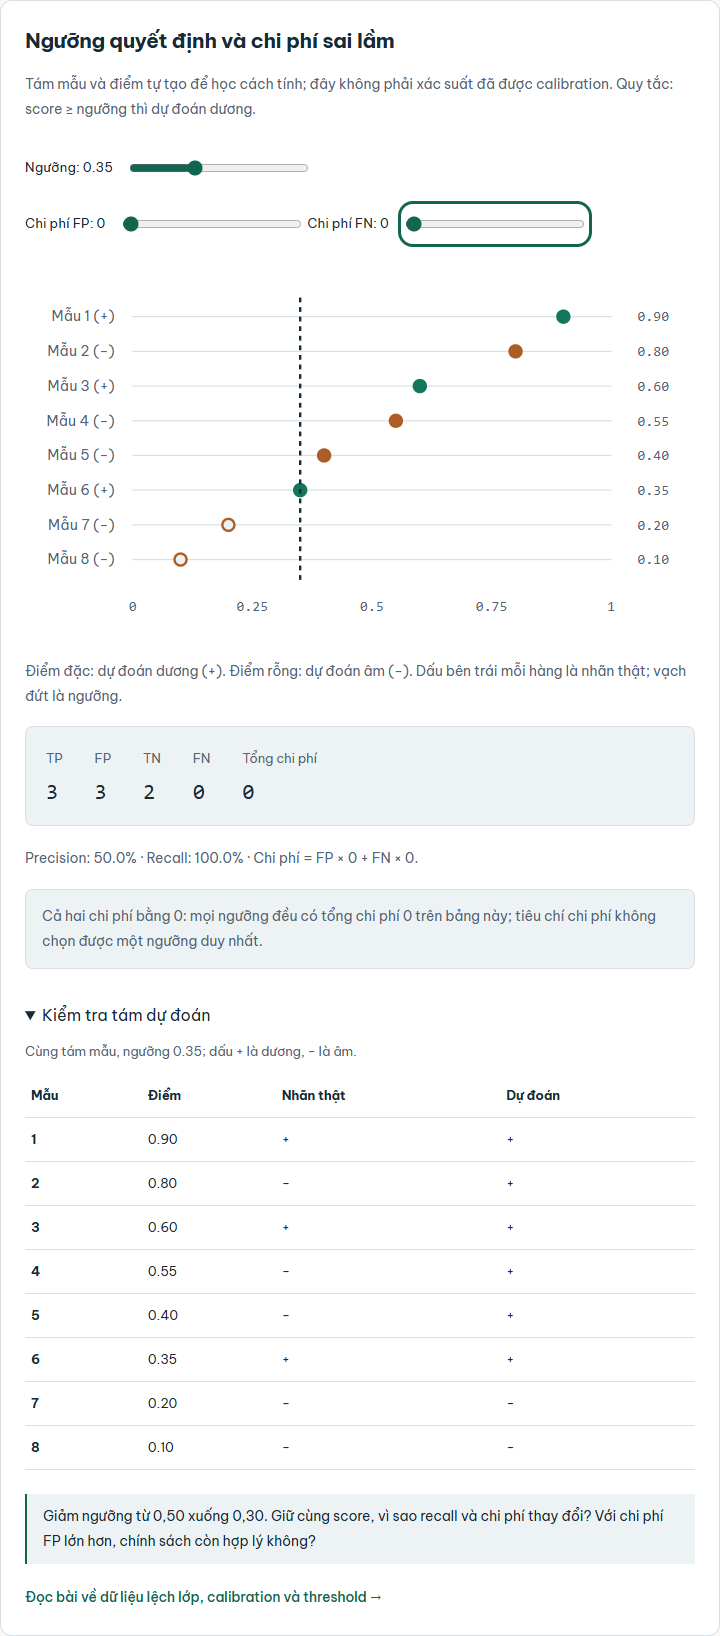 Ngưỡng quyết định và chi phí sai lầm
Tám mẫu và điểm tự tạo để học cách tính; đây không phải xác suất đã được calibration. Quy tắc:
score ≥ ngưỡng thì dự đoán dương.
Ngưỡng: 0.35
Chi phí FP: 0 Chi phí FN: 0
Mẫu 1 (+) 0.90
Mẫu 2 (−) 0.80
Mẫu 3 (+) 0.60
Mẫu 4 (−) 0.55
Mẫu 5 (−) 0.40
Mẫu 6 (+) 0.35
Mẫu 7 (−) 0.20
Mẫu 8 (−) 0.10
0 0.25 0.5 0.75 1
Điểm đặc: dự đoán dương (+). Điểm rỗng: dự đoán âm (−). Dấu bên trái mỗi hàng là nhãn thật; vạch
đứt là ngưỡng.
TP FP TN FN Tổng chi phí
3 3 2 0 0
Precision: 50.0% · Recall: 100.0% · Chi phí = FP × 0 + FN × 0.
Cả hai chi phí bằng 0: mọi ngưỡng đều có tổng chi phí 0 trên bảng này; tiêu chí chi phí không
chọn được một ngưỡng duy nhất.
▼ Kiểm tra tám dự đoán
Cùng tám mẫu, ngưỡng 0.35; dấu + là dương, − là âm.
Mẫu Điểm Nhãn thật Dự đoán
1 0.90 + +
2 0.80 − +
3 0.60 + +
4 0.55 − +
5 0.40 − +
6 0.35 + +
7 0.20 − −
8 0.10 − −
Giảm ngưỡng từ 0,50 xuống 0,30. Giữ cùng score, vì sao recall và chi phí thay đổi? Với chi phí
FP lớn hơn, chính sách còn hợp lý không?
Đọc bài về dữ liệu lệch lớp, calibration và threshold →